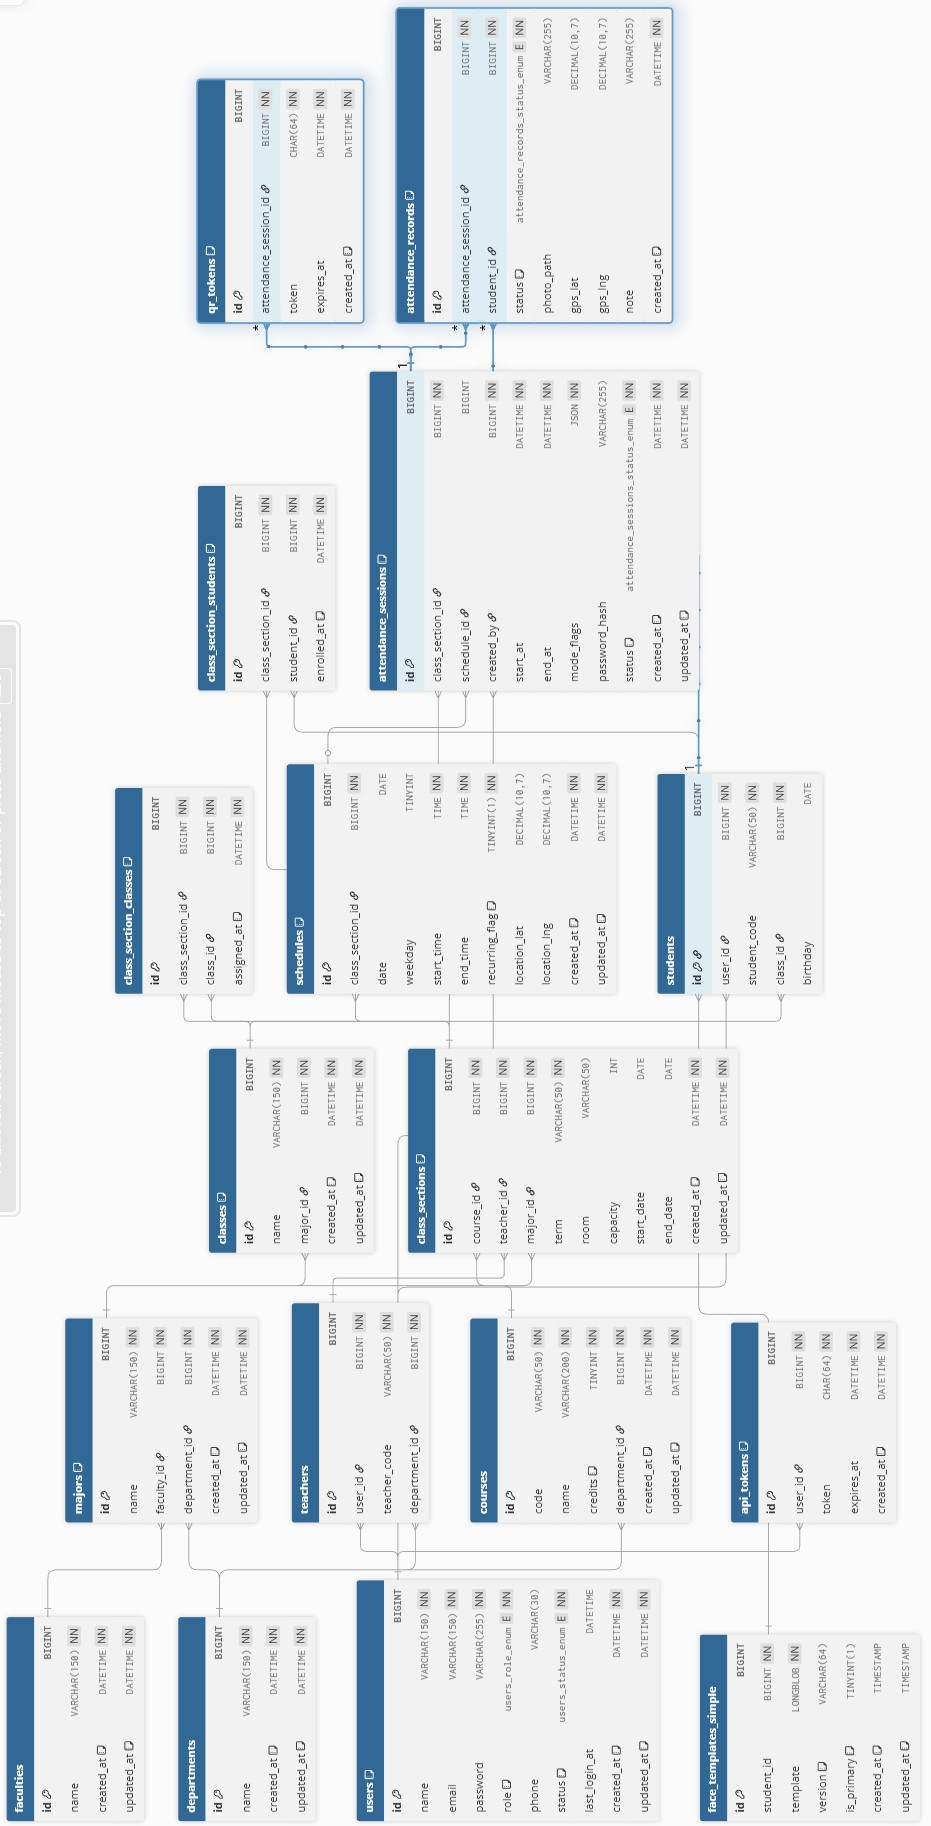 faculties
id BIGINT
name VARCHAR(150) NN
created_at DATETIME NN
updated_at DATETIME NN
departments
id BIGINT
name VARCHAR(150) NN
created_at DATETIME NN
updated_at DATETIME NN
users
id BIGINT
name VARCHAR(150) NN
email VARCHAR(150) NN
password VARCHAR(255) NN
role users_role_enum E NN
phone VARCHAR(30)
status users_status_enum E NN
last_login_at DATETIME
created_at DATETIME NN
updated_at DATETIME NN
face_templates_simple
id BIGINT
student_id BIGINT NN
template LONGBLOB NN
version VARCHAR(64)
is_primary TINYINT(1)
created_at TIMESTAMP
updated_at TIMESTAMP
majors
id BIGINT
name VARCHAR(150) NN
faculty_id BIGINT NN
department_id BIGINT NN
created_at DATETIME NN
updated_at DATETIME NN
teachers
id BIGINT
user_id BIGINT NN
teacher_code VARCHAR(50) NN
department_id BIGINT NN
courses
id BIGINT
code VARCHAR(50) NN
name VARCHAR(200) NN
credits TINYINT NN
department_id BIGINT NN
created_at DATETIME NN
updated_at DATETIME NN
api_tokens
id BIGINT
user_id BIGINT NN
token CHAR(64) NN
expires_at DATETIME NN
created_at DATETIME NN
classes
id BIGINT
name VARCHAR(150) NN
major_id BIGINT NN
created_at DATETIME NN
updated_at DATETIME NN
class_sections
id BIGINT
course_id BIGINT NN
teacher_id BIGINT NN
major_id BIGINT NN
term VARCHAR(50) NN
room VARCHAR(50)
capacity INT
start_date DATE
end_date DATE
created_at DATETIME NN
updated_at DATETIME NN
class_section_classes
id BIGINT
class_section_id BIGINT NN
class_id BIGINT NN
assigned_at DATETIME NN
schedules
id BIGINT
class_section_id BIGINT NN
date DATE
weekday TINYINT
start_time TIME NN
end_time TIME NN
recurring_flag TINYINT(1) NN
location_lat DECIMAL(10,7)
location_lng DECIMAL(10,7)
created_at DATETIME NN
updated_at DATETIME NN
students
id BIGINT
user_id BIGINT NN
student_code VARCHAR(50) NN
class_id BIGINT NN
birthday DATE
1
class_section_students
id BIGINT
class_section_id BIGINT NN
student_id BIGINT NN
enrolled_at DATETIME NN
attendance_sessions
id BIGINT
class_section_id BIGINT NN
schedule_id BIGINT
created_by BIGINT NN
start_at DATETIME NN
end_at DATETIME NN
mode_flags JSON
password_hash VARCHAR(255)
status attendance_sessions_status_enum E NN
created_at DATETIME NN
updated_at DATETIME NN
1
*
*
*
qr_tokens
id BIGINT
attendance_session_id BIGINT NN
token CHAR(64) NN
expires_at DATETIME NN
created_at DATETIME NN
attendance_records
id BIGINT
attendance_session_id BIGINT NN
student_id BIGINT NN
status attendance_records_status_enum E NN
photo_path VARCHAR(255)
gps_lat DECIMAL(10,7)
gps_lng DECIMAL(10,7)
note VARCHAR(255)
created_at DATETIME NN